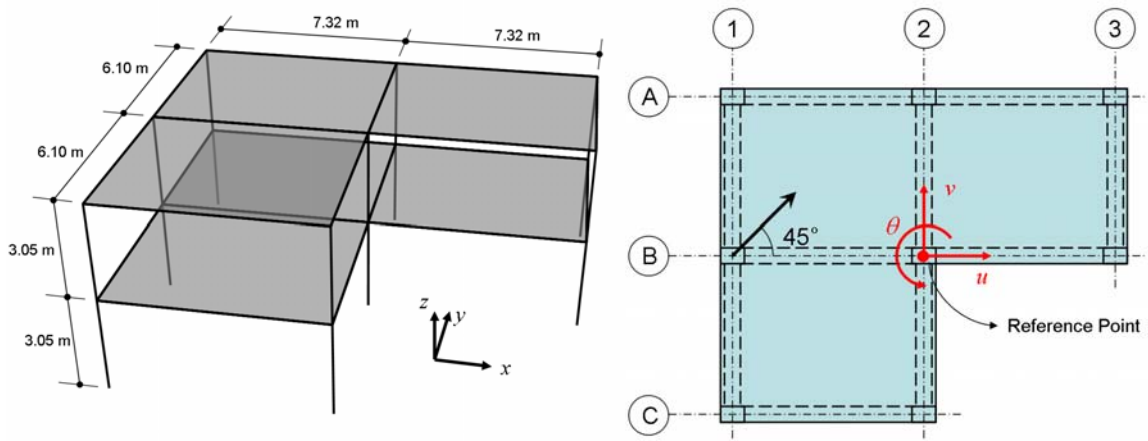 7.32 m
7.32 m
6.10 m
6.10 m
3.05 m
3.05 m
z
y
x
1
2
3
A
B
C
45°
v
θ
u
Reference Point